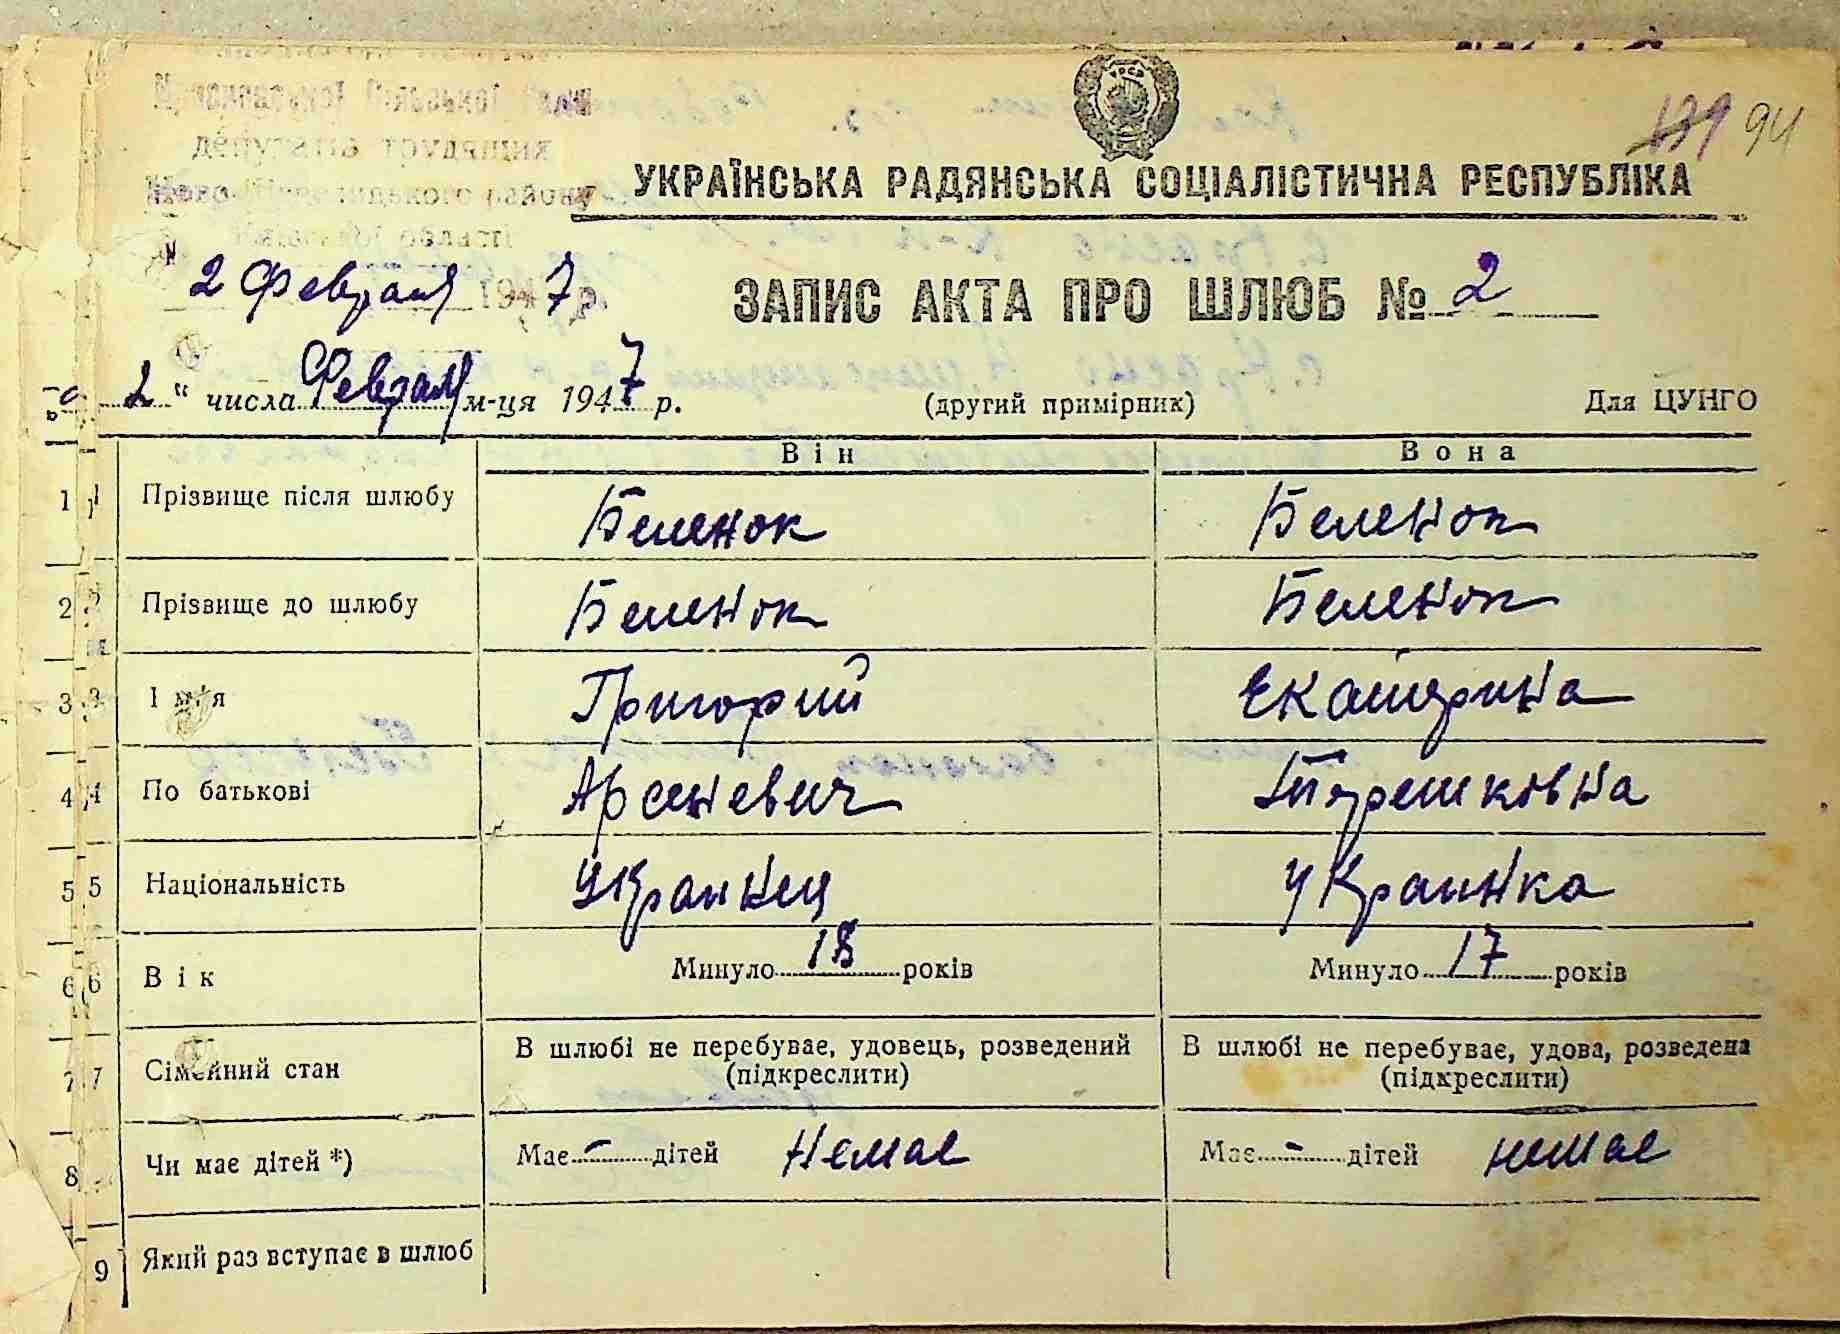 139 94
депутатів трудящих
УРСР
УКРАЇНСЬКА РАДЯНСЬКА СОЦІАЛІСТИЧНА РЕСПУБЛІКА
2 Февраля 1947 р.
ЗАПИС АКТА ПРО ШЛЮБ № 2
2 " числа Февраля м-ця 1947 р.
(другий примірник)
Для ЦУНГО
Він Вона
1 Прізвище після шлюбу Беленок Беленок
2 Прізвище до шлюбу Беленок Беленок
3 Ім'я Григорий Екатерина
4 По батькові Арсеневич Терешковна
5 Національність Украинец Украинка
6 Вік Минуло 18 років Минуло 17 років
7 Сімейний стан В шлюбі не перебуває, удовець, розведений В шлюбі не перебуває, удова, розведена
(підкреслити) (підкреслити)
8 Чи має дітей *) Має - дітей Немає Має - дітей немає
9 Який раз вступає в шлюб